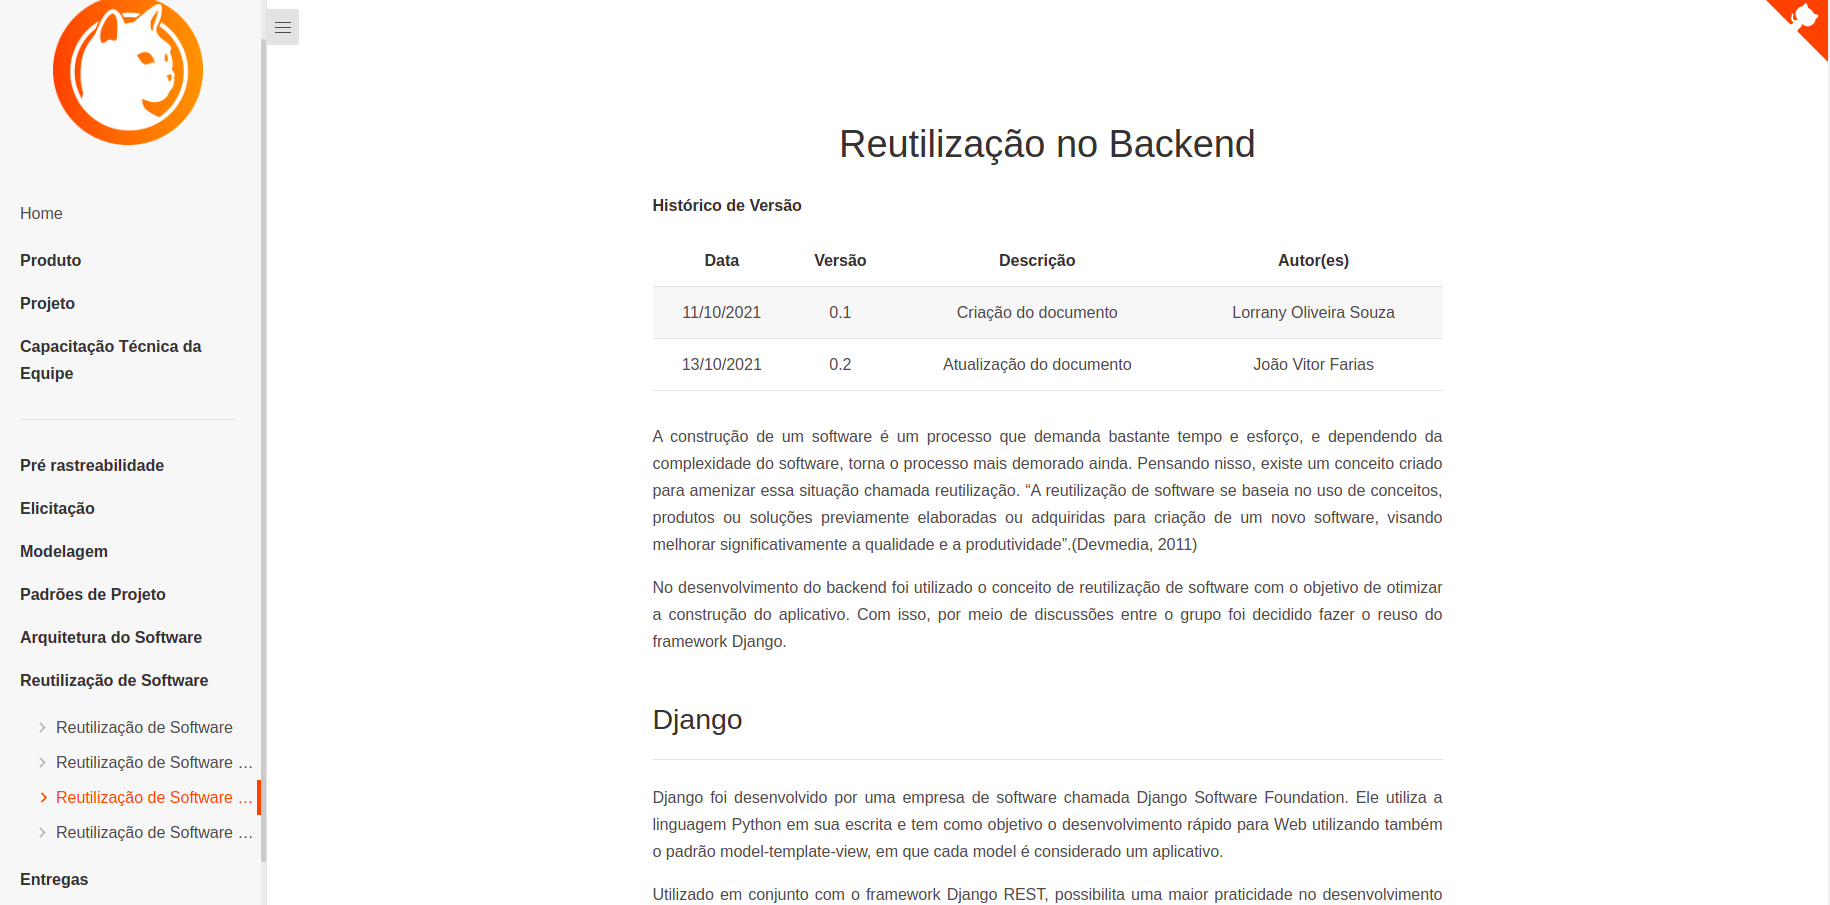 Home
Produto
Projeto
Capacitação Técnica da
Equipe
Pré rastreabilidade
Elicitação
Modelagem
Padrões de Projeto
Arquitetura do Software
Reutilização de Software
Reutilização de Software
Reutilização de Software …
Reutilização de Software …
Reutilização de Software …
Entregas
Reutilização no Backend
Histórico de Versão
Data Versão Descrição Autor(es)
11/10/2021 0.1 Criação do documento Lorrany Oliveira Souza
13/10/2021 0.2 Atualização do documento João Vitor Farias
A construção de um software é um processo que demanda bastante tempo e esforço, e dependendo da
complexidade do software, torna o processo mais demorado ainda. Pensando nisso, existe um conceito criado
para amenizar essa situação chamada reutilização. “A reutilização de software se baseia no uso de conceitos,
produtos ou soluções previamente elaboradas ou adquiridas para criação de um novo software, visando
melhorar significativamente a qualidade e a produtividade”.(Devmedia, 2011)
No desenvolvimento do backend foi utilizado o conceito de reutilização de software com o objetivo de otimizar
a construção do aplicativo. Com isso, por meio de discussões entre o grupo foi decidido fazer o reuso do
framework Django.
Django
Django foi desenvolvido por uma empresa de software chamada Django Software Foundation. Ele utiliza a
linguagem Python em sua escrita e tem como objetivo o desenvolvimento rápido para Web utilizando também
o padrão model-template-view, em que cada model é considerado um aplicativo.
Utilizado em conjunto com o framework Django REST, possibilita uma maior praticidade no desenvolvimento